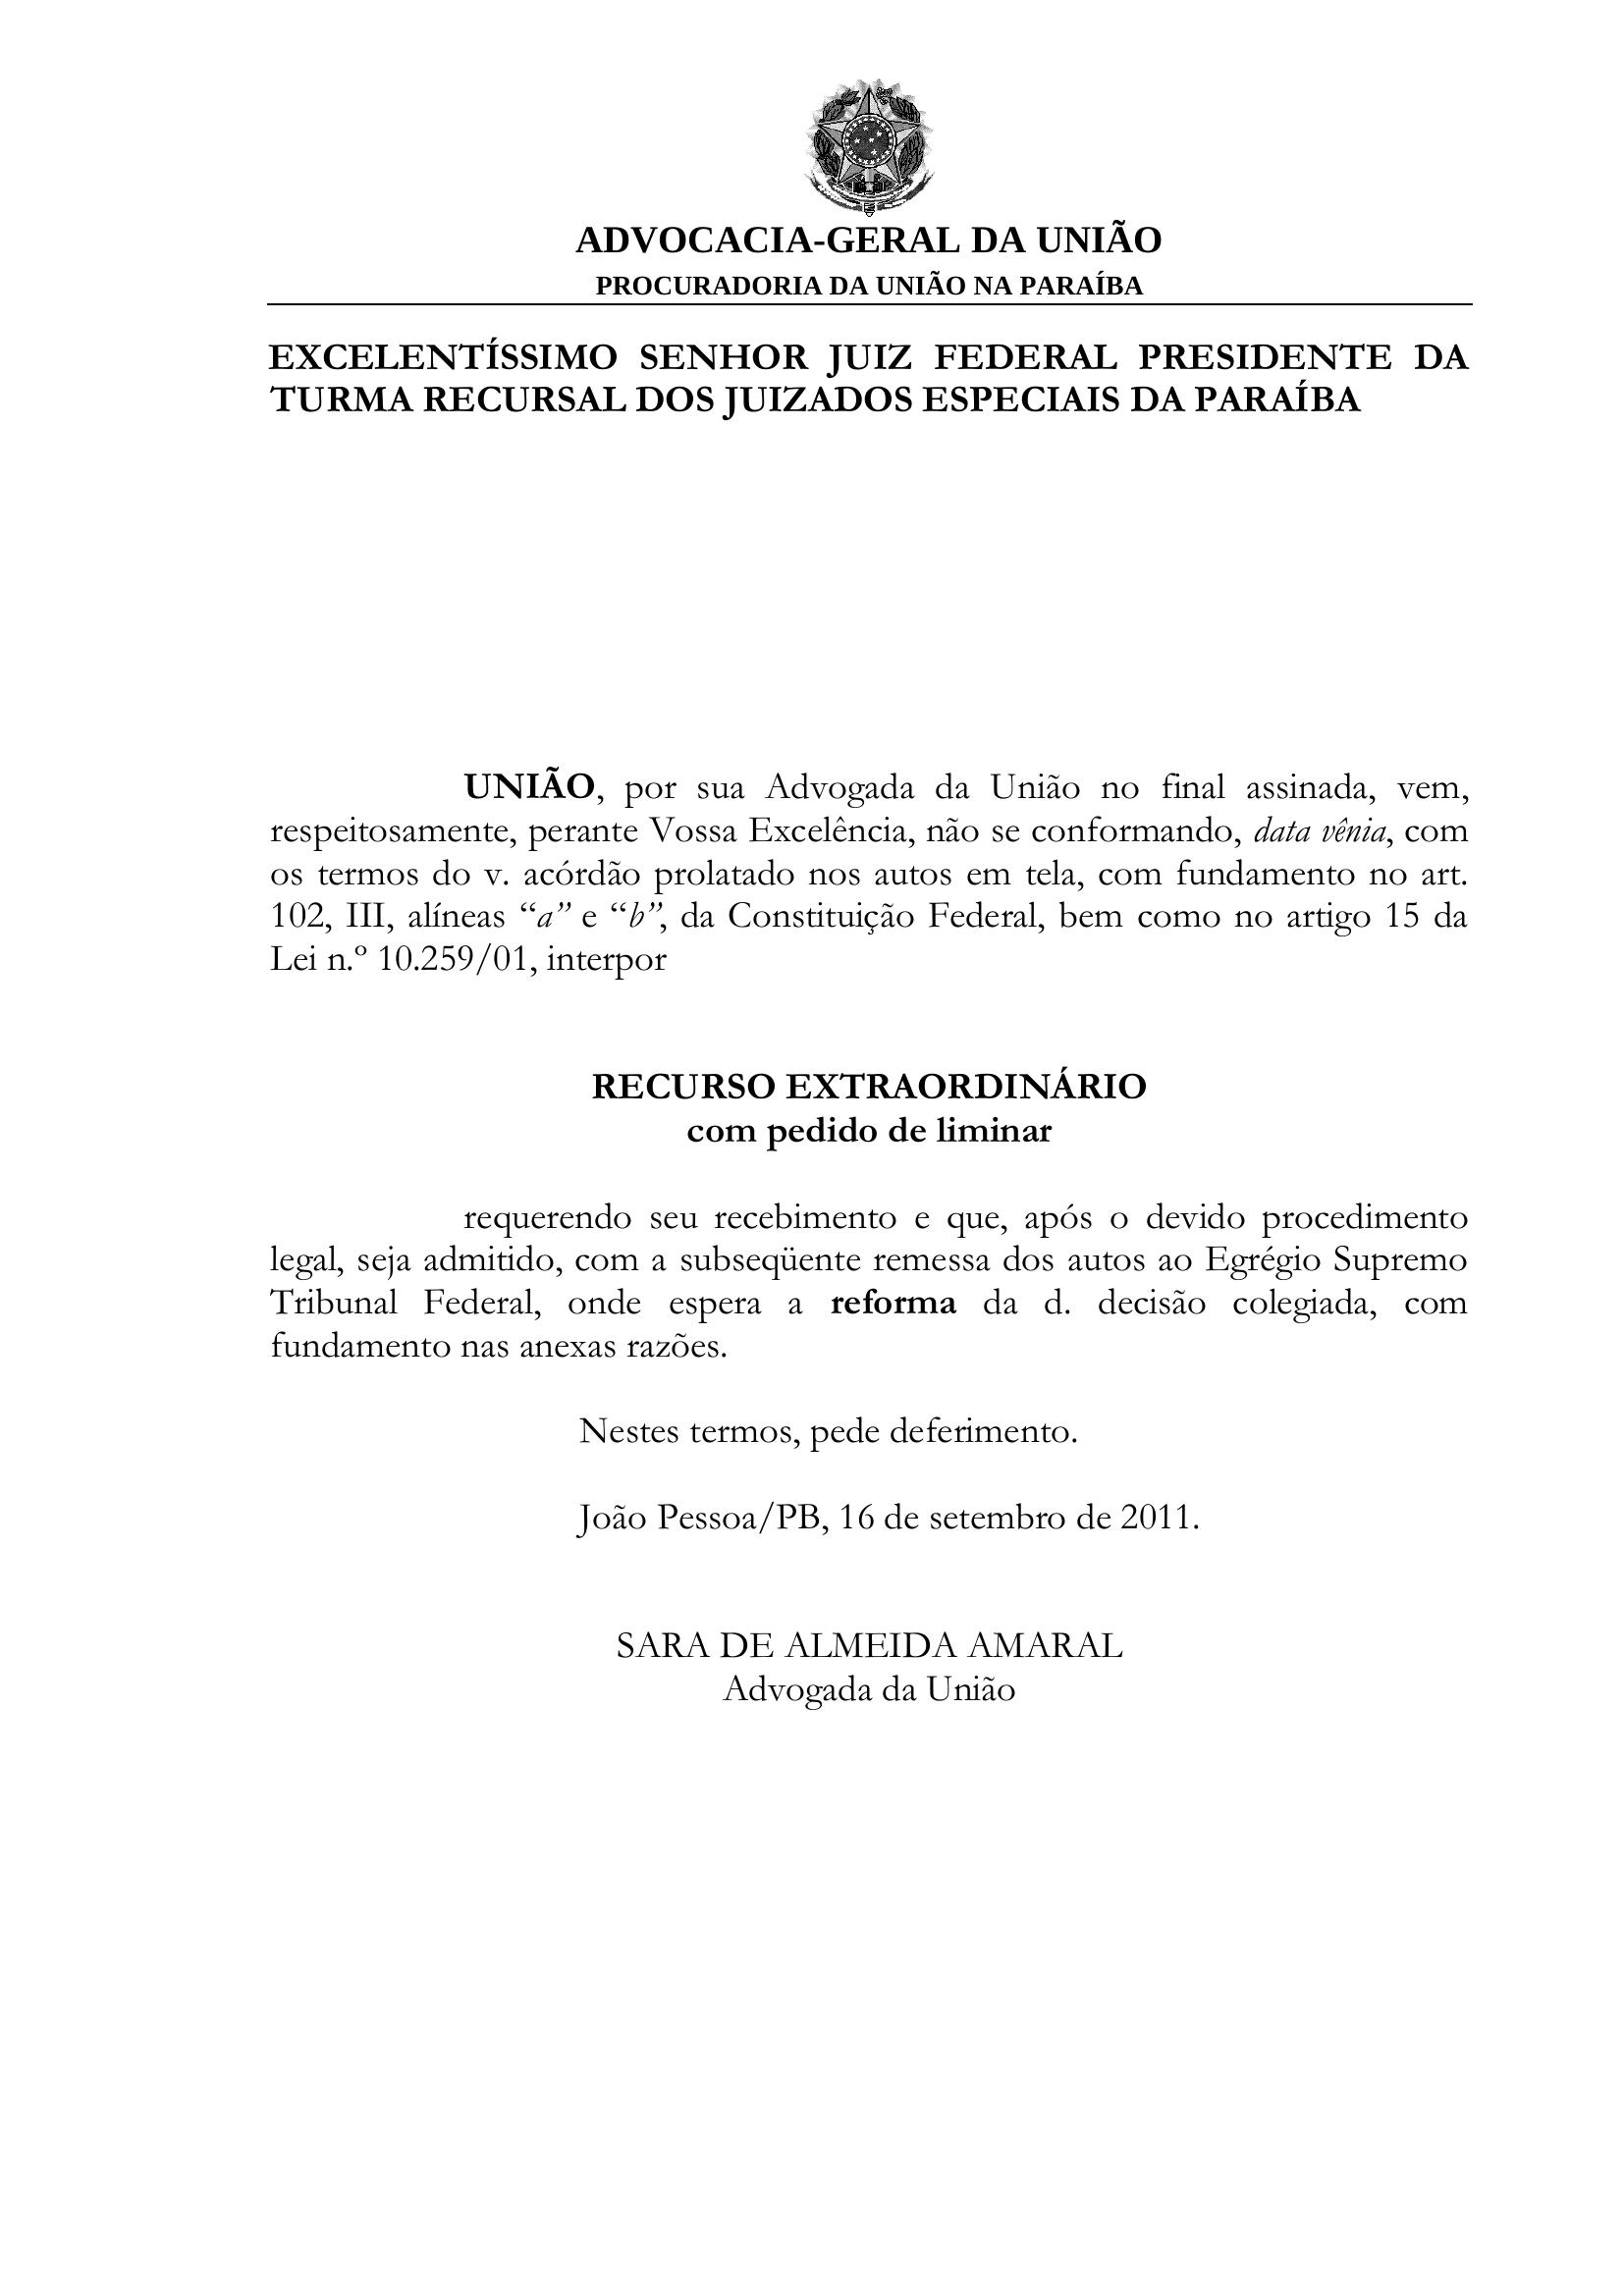 ADVOCACIA-GERAL DA UNIÃO
PROCURADORIA DA UNIÃO NA PARAÍBA
EXCELENTÍSSIMO SENHOR JUIZ FEDERAL PRESIDENTE DA
TURMA RECURSAL DOS JUIZADOS ESPECIAIS DA PARAÍBA
UNIÃO, por sua Advogada da União no final assinada, vem,
respeitosamente, perante Vossa Excelência, não se conformando, data vênia, com
os termos do v. acórdão prolatado nos autos em tela, com fundamento no art.
102, III, alíneas “a” e “b”, da Constituição Federal, bem como no artigo 15 da
Lei n.º 10.259/01, interpor
RECURSO EXTRAORDINÁRIO
com pedido de liminar
requerendo seu recebimento e que, após o devido procedimento
legal, seja admitido, com a subseqüente remessa dos autos ao Egrégio Supremo
Tribunal Federal, onde espera a reforma da d. decisão colegiada, com
fundamento nas anexas razões.
Nestes termos, pede deferimento.
João Pessoa/PB, 16 de setembro de 2011.
SARA DE ALMEIDA AMARAL
Advogada da União